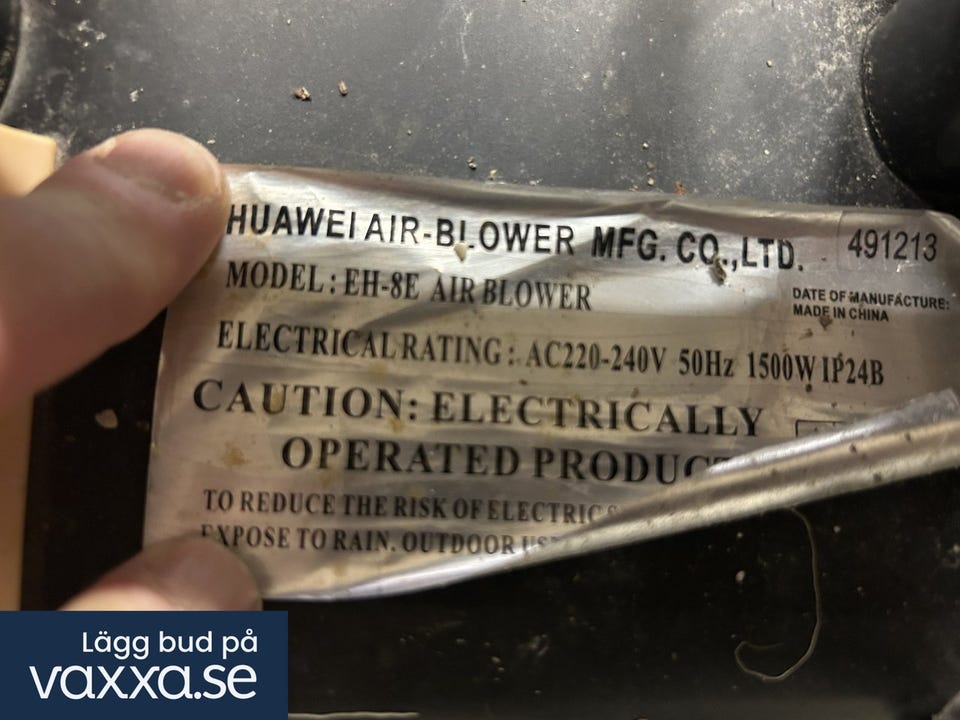 HUAWEI AIR-BLOWER MFG. CO.,LTD.
491213
MODEL: EH-8E AIR BLOWER
DATE OF MANUFACTURE:
MADE IN CHINA
ELECTRICAL RATING: AC220-240V 50Hz 1500W IP24B
CAUTION: ELECTRICALLY
OPERATED PRODUC
TO REDUCE THE RISK OF ELECTRIC
EXPOSE TO RAIN. OUTDOOR
Lägg bud på
vaxxa.se